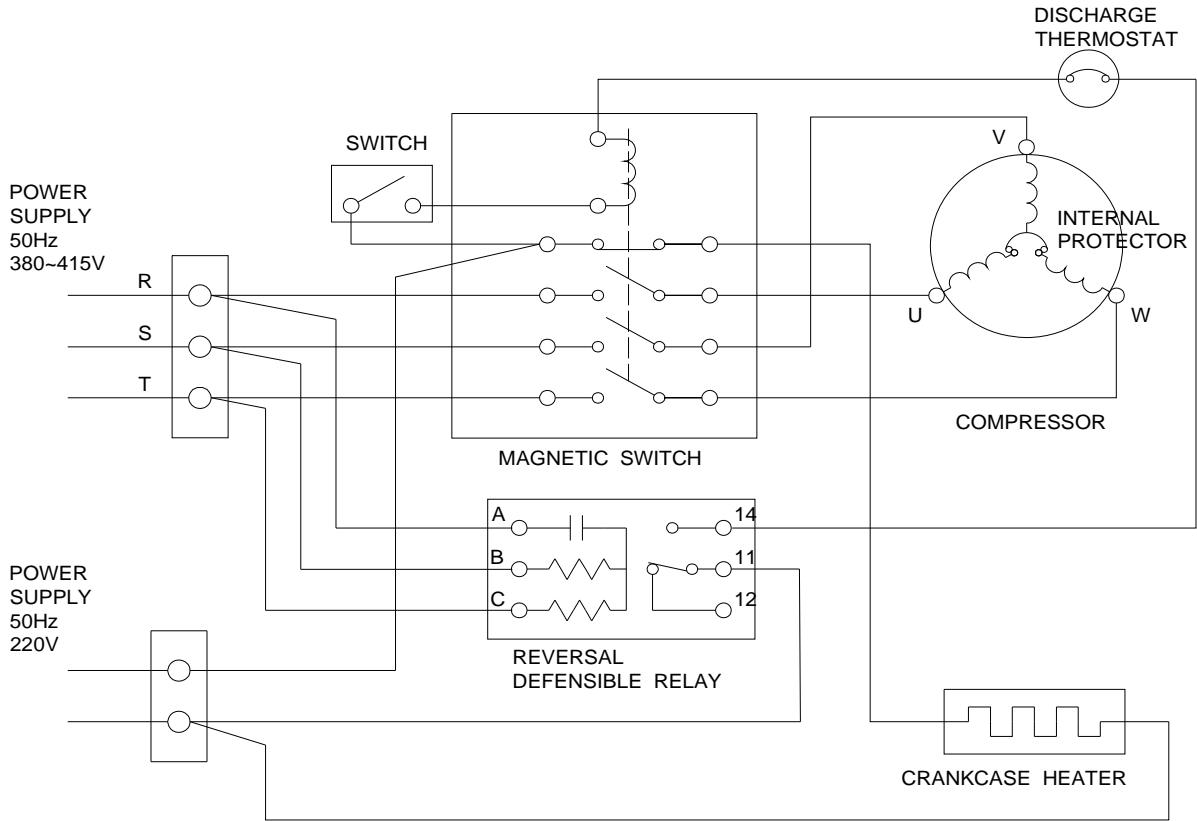 DISCHARGE
THERMOSTAT
SWITCH
V
POWER
SUPPLY
50Hz
380~415V
INTERNAL
PROTECTOR
R
U
W
S
T
COMPRESSOR
MAGNETIC SWITCH
A
14
B
11
C
12
POWER
SUPPLY
50Hz
220V
REVERSAL
DEFENSIBLE RELAY
CRANKCASE HEATER